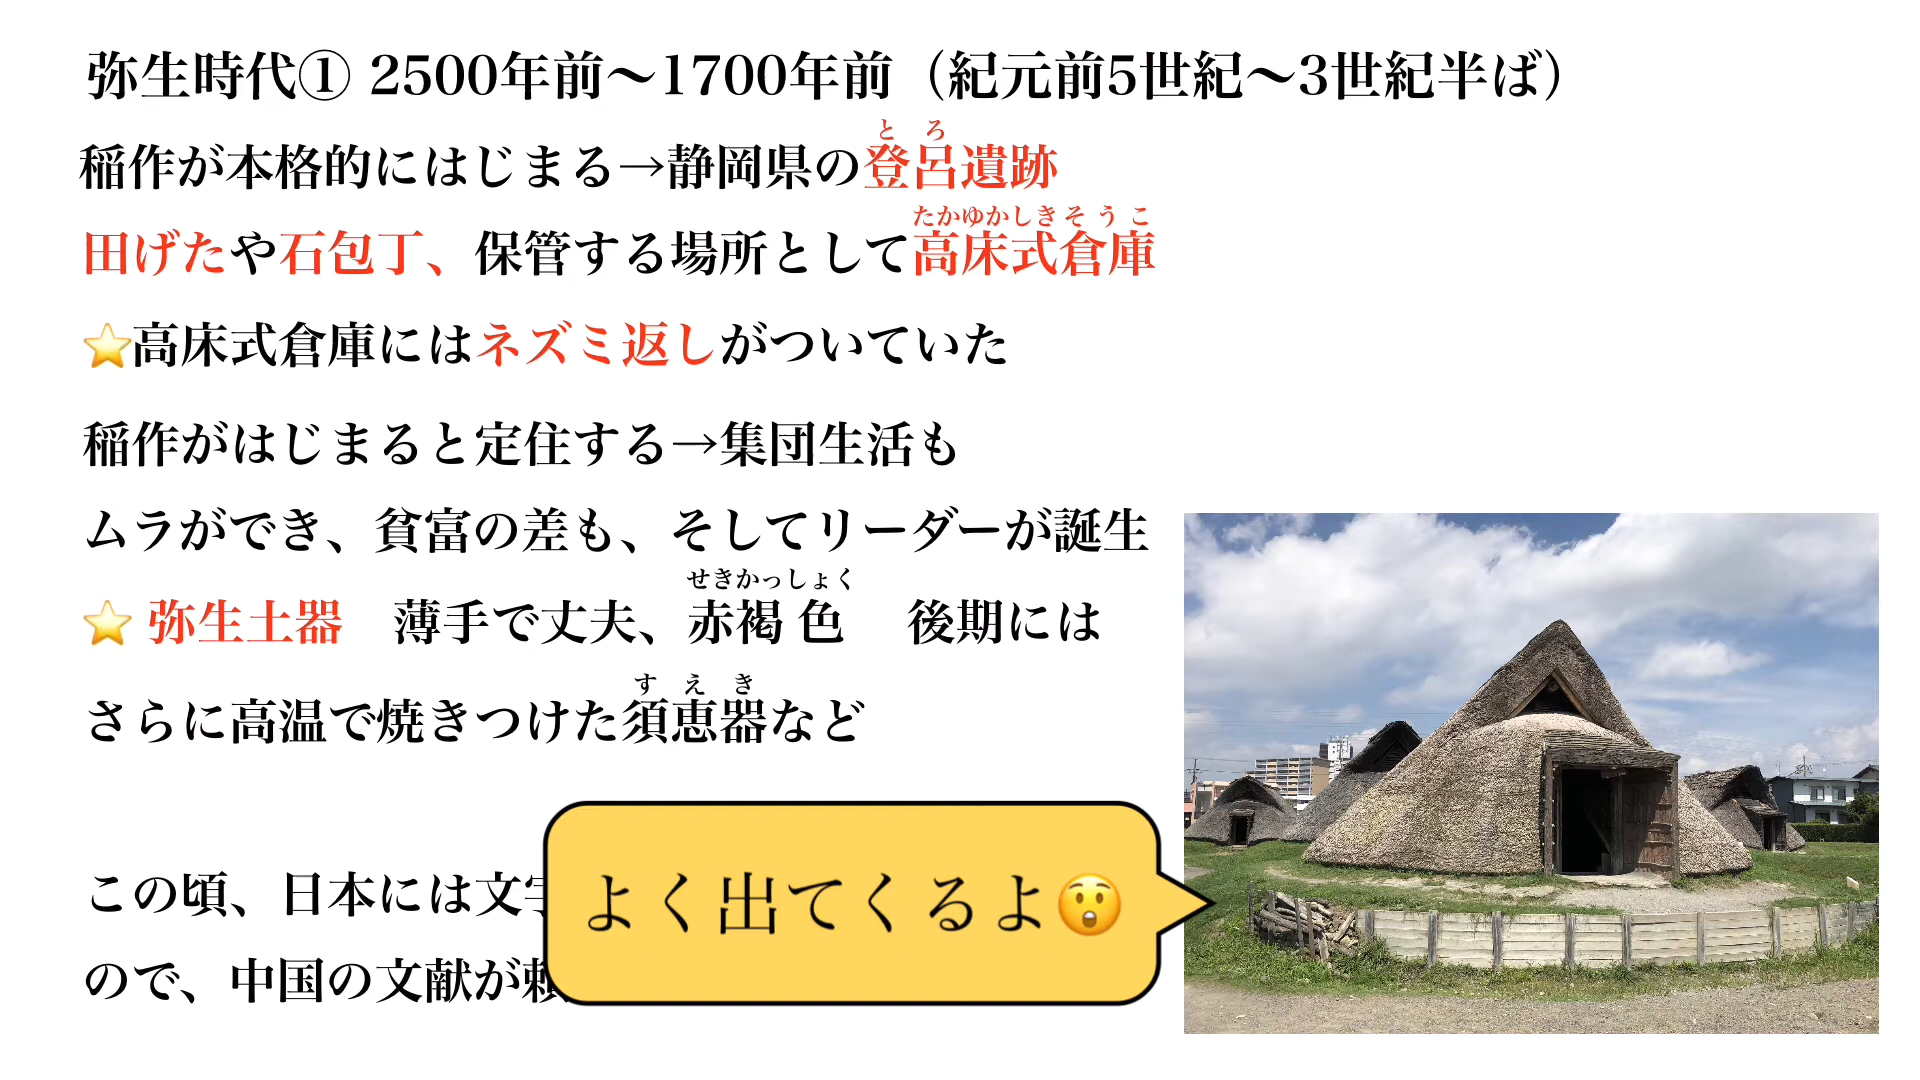 弥生時代① 2500年前〜1700年前（紀元前5世紀〜3世紀半ば）
とろ
稲作が本格的にはじまる→静岡県の登呂遺跡
たかゆかしきそうこ
田げたや石包丁、保管する場所として高床式倉庫
⭐高床式倉庫にはネズミ返しがついていた
稲作がはじまると定住する→集団生活も
ムラができ、貧富の差も、そしてリーダーが誕生
せきかっしょく
⭐ 弥生土器　薄手で丈夫、赤褐色　後期には
すえき
さらに高温で焼きつけた須恵器など
この頃、日本には文字
ので、中国の文献が頼
よく出てくるよ😲